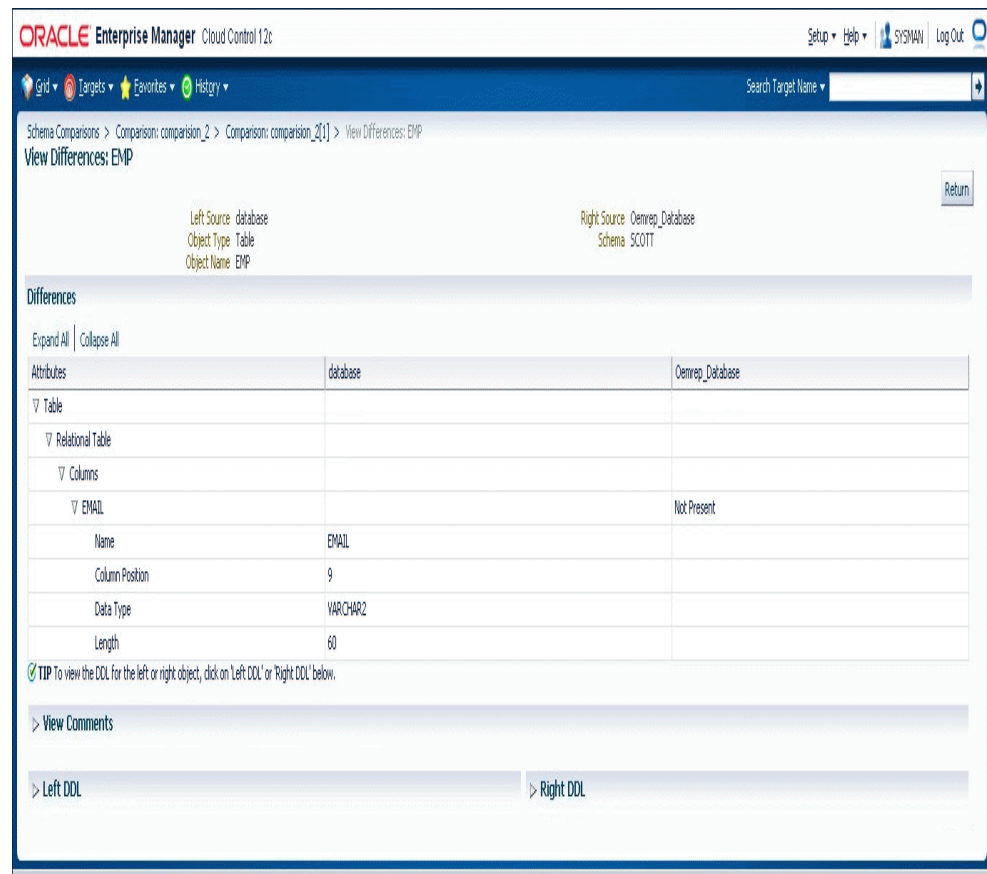 ORACLE Enterprise Manager Cloud Control 12c
Setup Help SYSMAN Log Out
Grid Targets Favorites History Search Target Name
Schema Comparisons > Comparison: comparision_2 > Comparison: comparision_2[1] > View Differences: EMP
View Differences: EMP
Return
Left Source database Right Source Oemrep_Database
Object Type Table Schema SCOTT
Object Name EMP
Differences
Expand All | Collapse All
Attributes database Oemrep_Database
Table
Relational Table
Columns
EMAIL Not Present
Name EMAIL
Column Position 9
Data Type VARCHAR2
Length 60
TIP To view the DDL for the left or right object, click on 'Left DDL' or 'Right DDL' below.
View Comments
Left DDL Right DDL